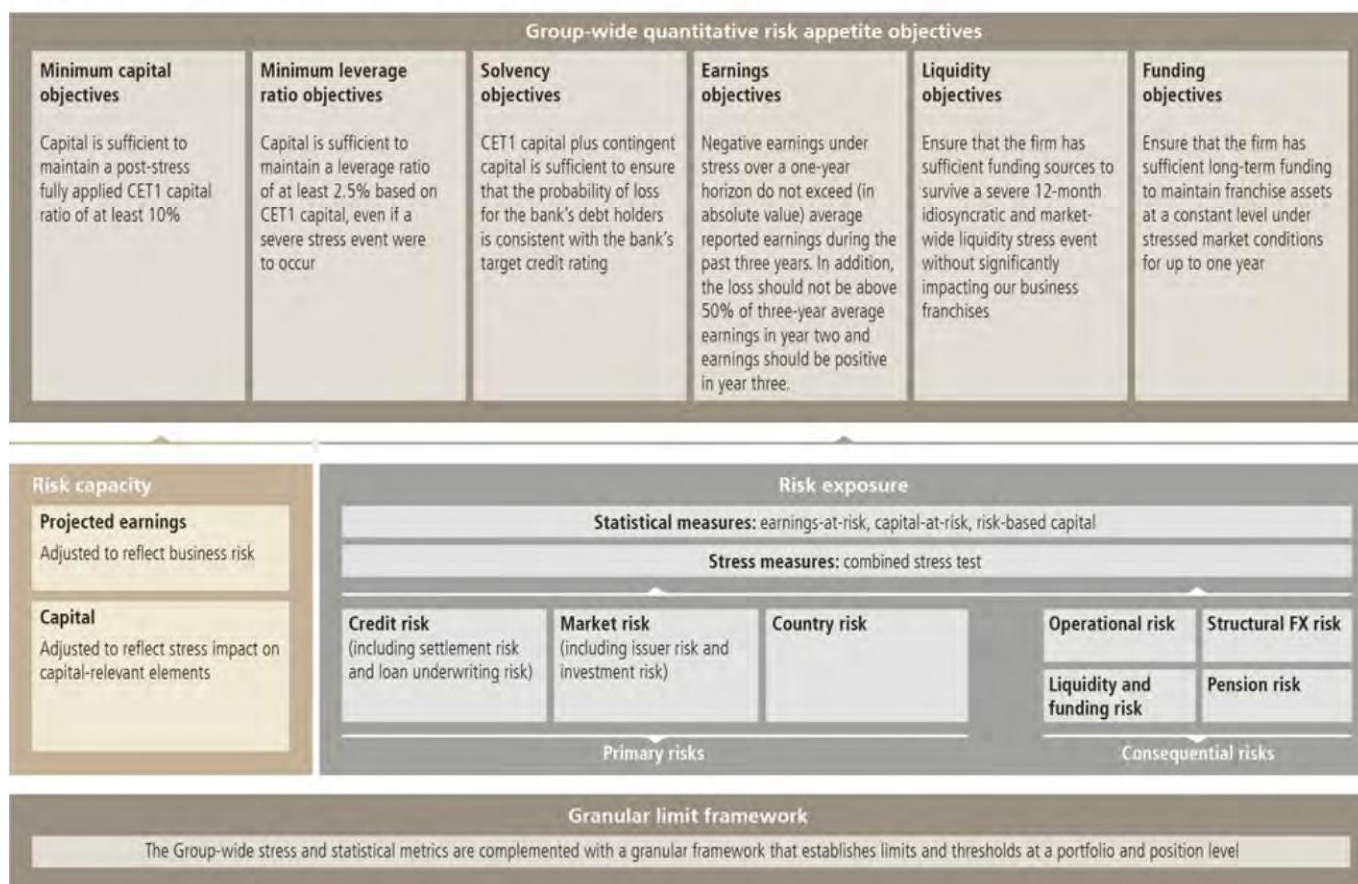 Group-wide quantitative risk appetite objectives
Minimum capital
objectives
Capital is sufficient to
maintain a post-stress
fully applied CET1 capital
ratio of at least 10%
Minimum leverage
ratio objectives
Capital is sufficient to
maintain a leverage ratio
of at least 2.5% based on
CET1 capital, even if a
severe stress event were
to occur
Solvency
objectives
CET1 capital plus contingent
capital is sufficient to ensure
that the probability of loss
for the bank's debt holders
is consistent with the bank's
target credit rating
Earnings
objectives
Negative earnings under
stress over a one-year
horizon do not exceed (in
absolute value) average
reported earnings during the
past three years. In addition,
the loss should not be above
50% of three-year average
earnings in year two and
earnings should be positive
in year three.
Liquidity
objectives
Ensure that the firm has
sufficient funding sources to
survive a severe 12-month
idiosyncratic and market-
wide liquidity stress event
without significantly
impacting our business
franchises
Funding
objectives
Ensure that the firm has
sufficient long-term funding
to maintain franchise assets
at a constant level under
stressed market conditions
for up to one year
Risk capacity
Projected earnings
Adjusted to reflect business risk
Capital
Adjusted to reflect stress impact on
capital-relevant elements
Risk exposure
Statistical measures: earnings-at-risk, capital-at-risk, risk-based capital
Stress measures: combined stress test
Credit risk
(including settlement risk
and loan underwriting risk)
Market risk
(including issuer risk and
investment risk)
Country risk
Primary risks
Operational risk
Structural FX risk
Liquidity and
funding risk
Pension risk
Consequential risks
Granular limit framework
The Group-wide stress and statistical metrics are complemented with a granular framework that establishes limits and thresholds at a portfolio and position level